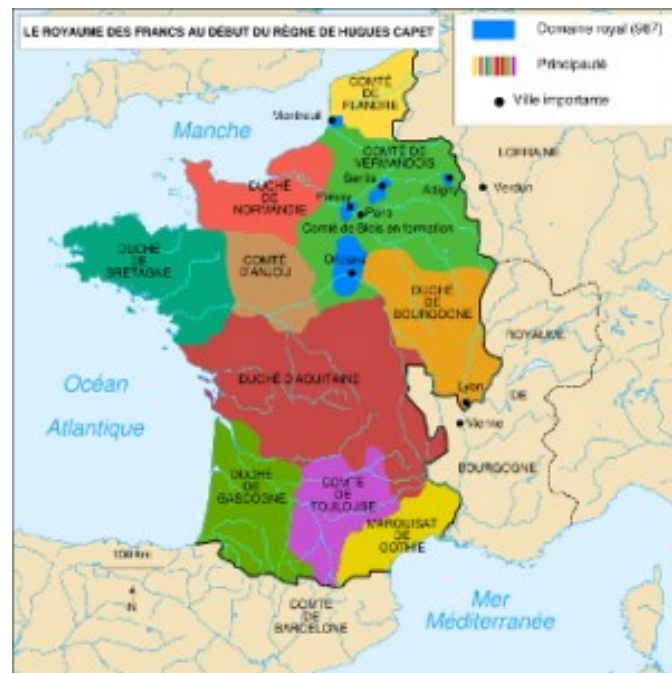 LE ROYAUME DES FRANCS AU DÉBUT DU RÈGNE DE HUGUES CAPET
Domaine royal (987)
Principauté
Ville importante
COMTÉ
DE
FLANDRE
Montreuil
Manche
COMTÉ DE
VERMANDOIS
LORRAINE
Senlis
Attigny
Verdun
DUCHÉ
DE
NORMANDIE
Poissy
Paris
Comté de Blois en formation
DUCHÉ
DE
BRETAGNE
COMTÉ
D'ANJOU
Orléans
DUCHÉ
DE
BOURGOGNE
ROYAUME
DE
BOURGOGNE
DUCHÉ D'AQUITAINE
Lyon
Vienne
Océan
Atlantique
DUCHÉ
DE
GASCOGNE
COMTÉ
DE
TOULOUSE
MARQUISAT
DE GOTHIE
100 Km
N
COMTÉ
DE
BARCELONE
Mer
Méditerranée